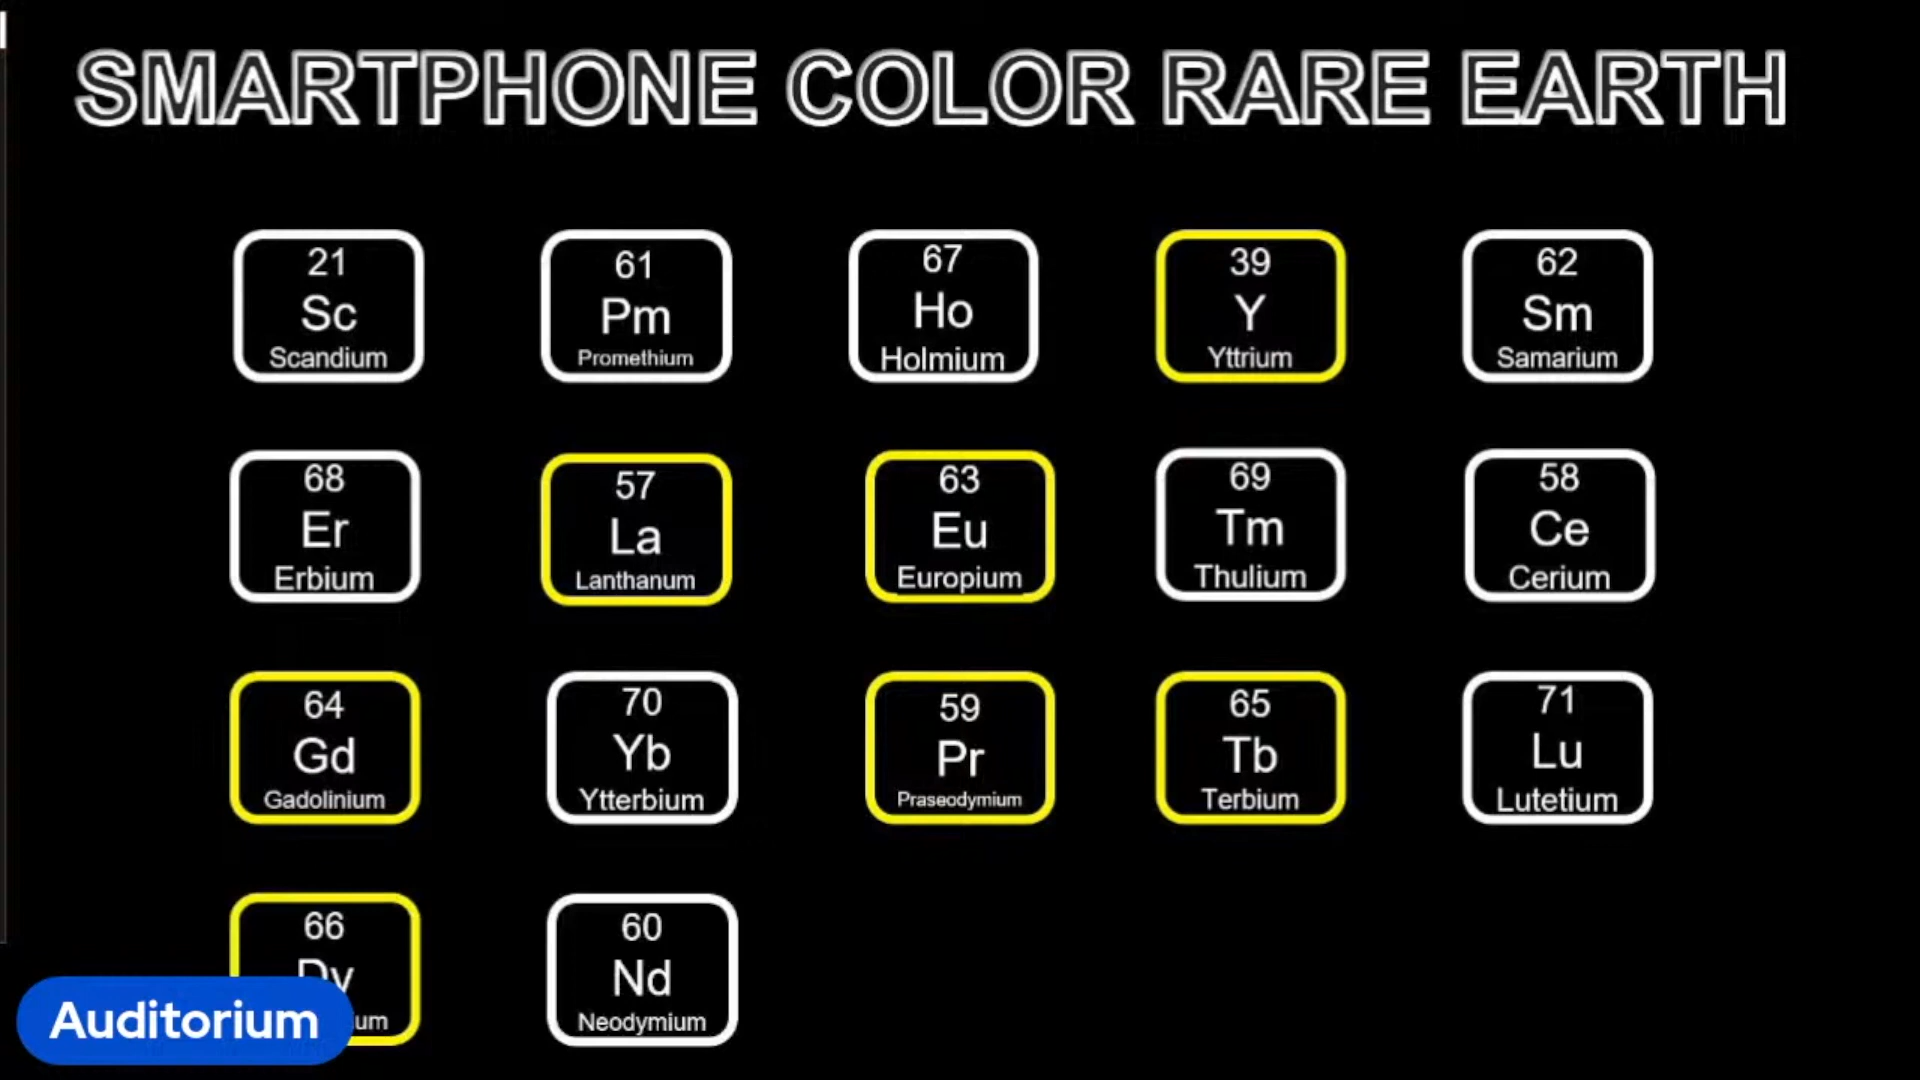 SMARTPHONE COLOR RARE EARTH
21
Sc
Scandium
61
Pm
Promethium
67
Ho
Holmium
39
Y
Yttrium
62
Sm
Samarium
68
Er
Erbium
57
La
Lanthanum
63
Eu
Europium
69
Tm
Thulium
58
Ce
Cerium
64
Gd
Gadolinium
70
Yb
Ytterbium
59
Pr
Praseodymium
65
Tb
Terbium
71
Lu
Lutetium
66
Dy
60
Nd
Neodymium
Auditorium